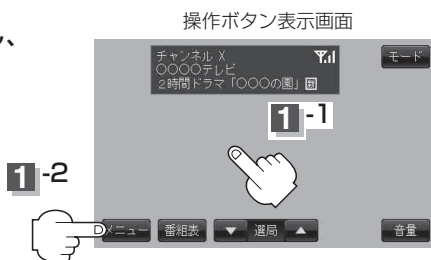 操作ボタン表示画面
チャンネル X
〇〇〇〇テレビ
2時間ドラマ「〇〇〇の園」字
モード
1-1
1-2
メニュー 番組表 ▼ 選局 ▲ 音量